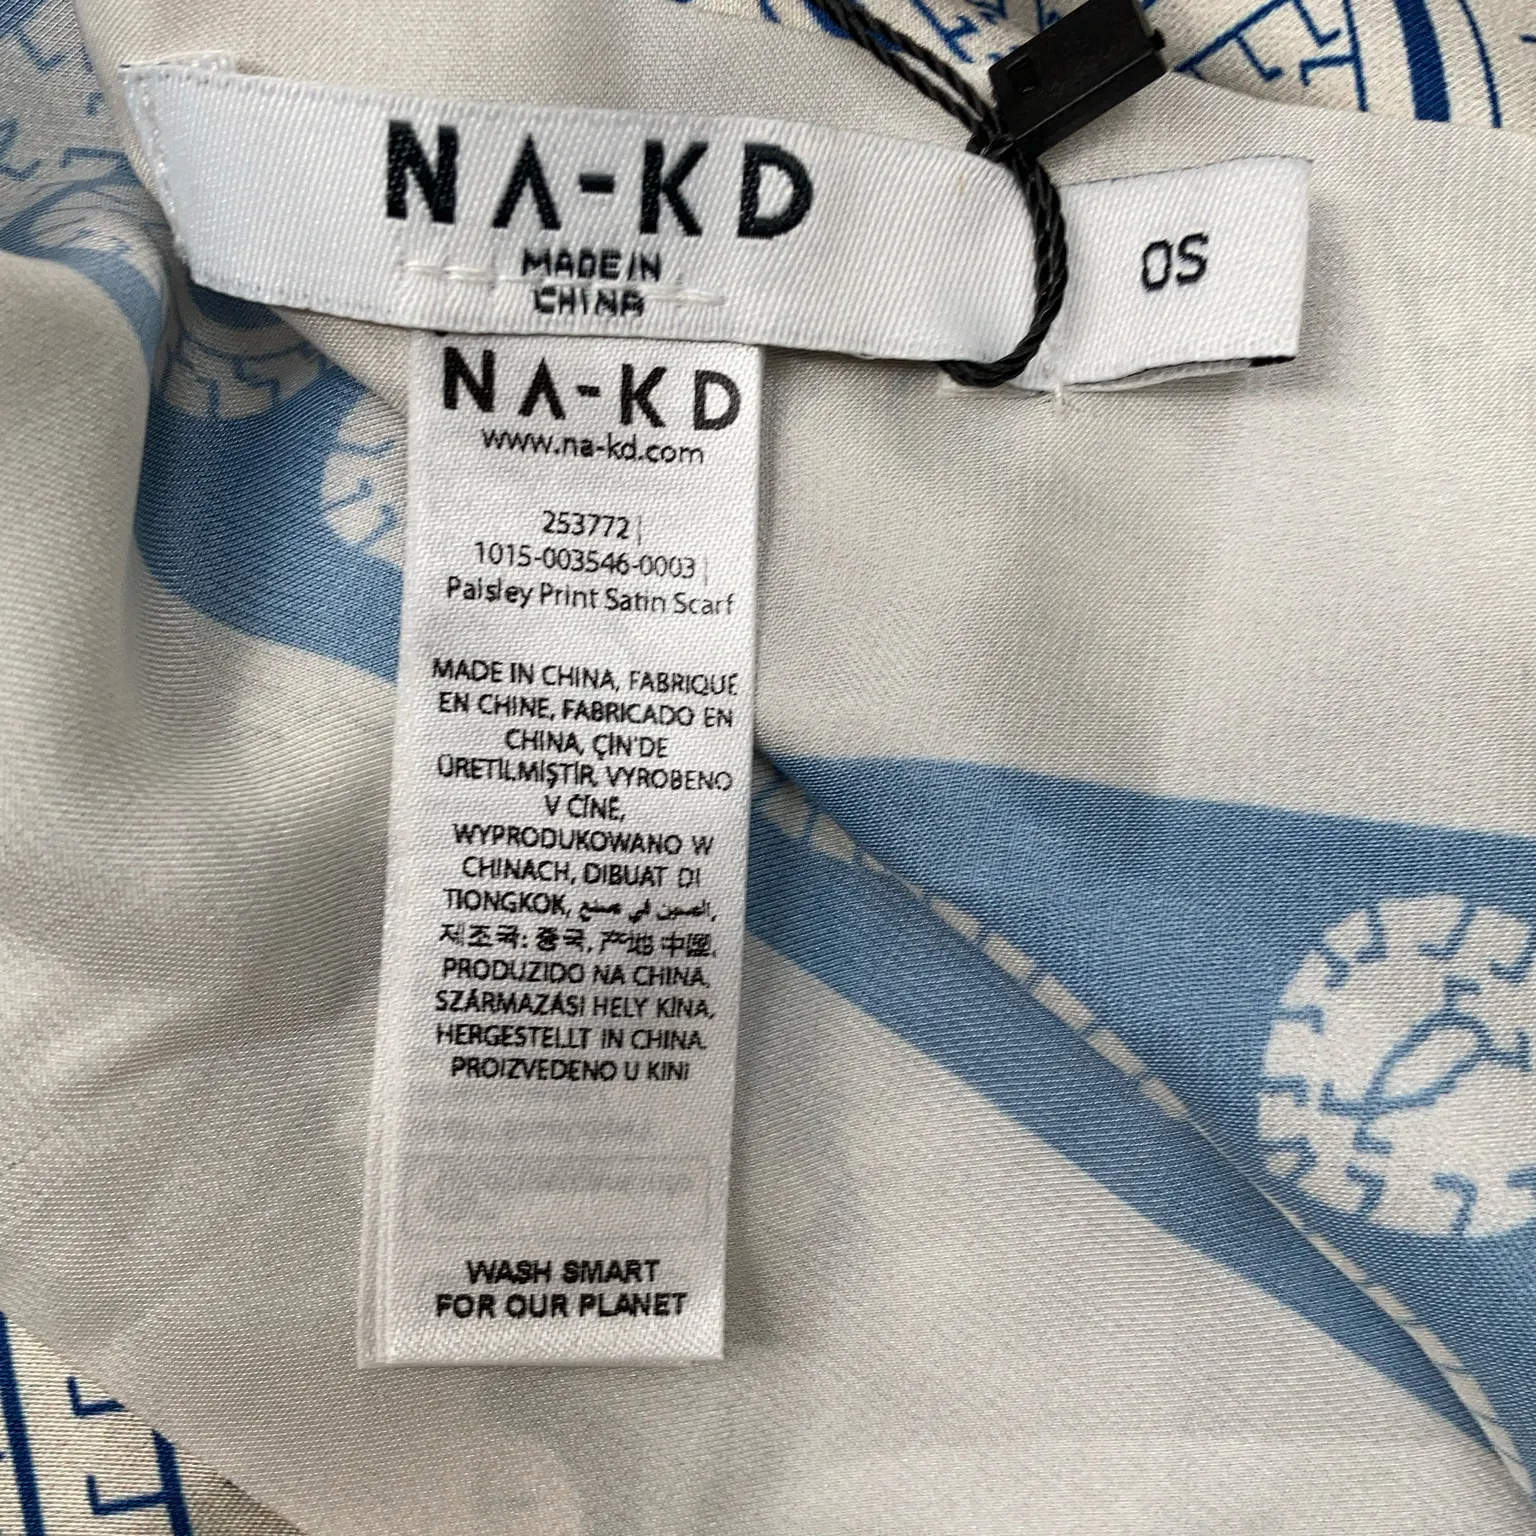 NA-KD
MADE IN
CHINA
OS
NA-KD
www.na-kd.com
253772 |
1015-003546-0003 |
Paisley Print Satin Scarf
MADE IN CHINA, FABRIQUE
EN CHINE, FABRICADO EN
CHINA, ÇİN'DE
ÜRETİLMİŞTİR, VYROBENO
V ČÍNE,
WYPRODUKOWANO W
CHINACH, DIBUAT DI
TIONGKOK, الصين في صنع,
제조국: 중국, 产地 中国,
PRODUZIDO NA CHINA,
SZÁRMAZÁSI HELY KÍNA,
HERGESTELLT IN CHINA.
PROIZVEDENO U KINI
WASH SMART
FOR OUR PLANET